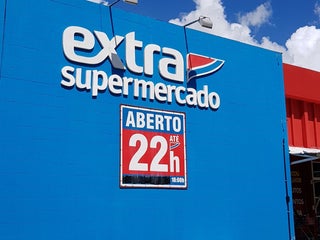 extra
supermercado
ABERTO
ATÉ
22h